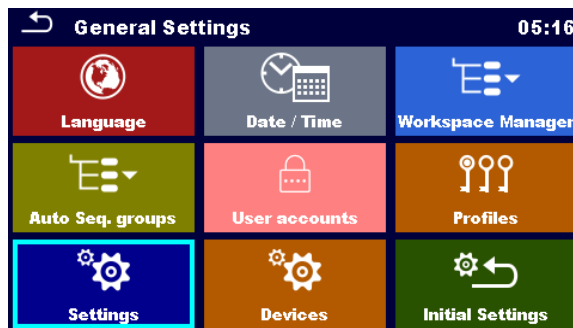 General Settings 05:16
Language Date / Time Workspace Manager
Auto Seq. groups User accounts Profiles
Settings Devices Initial Settings